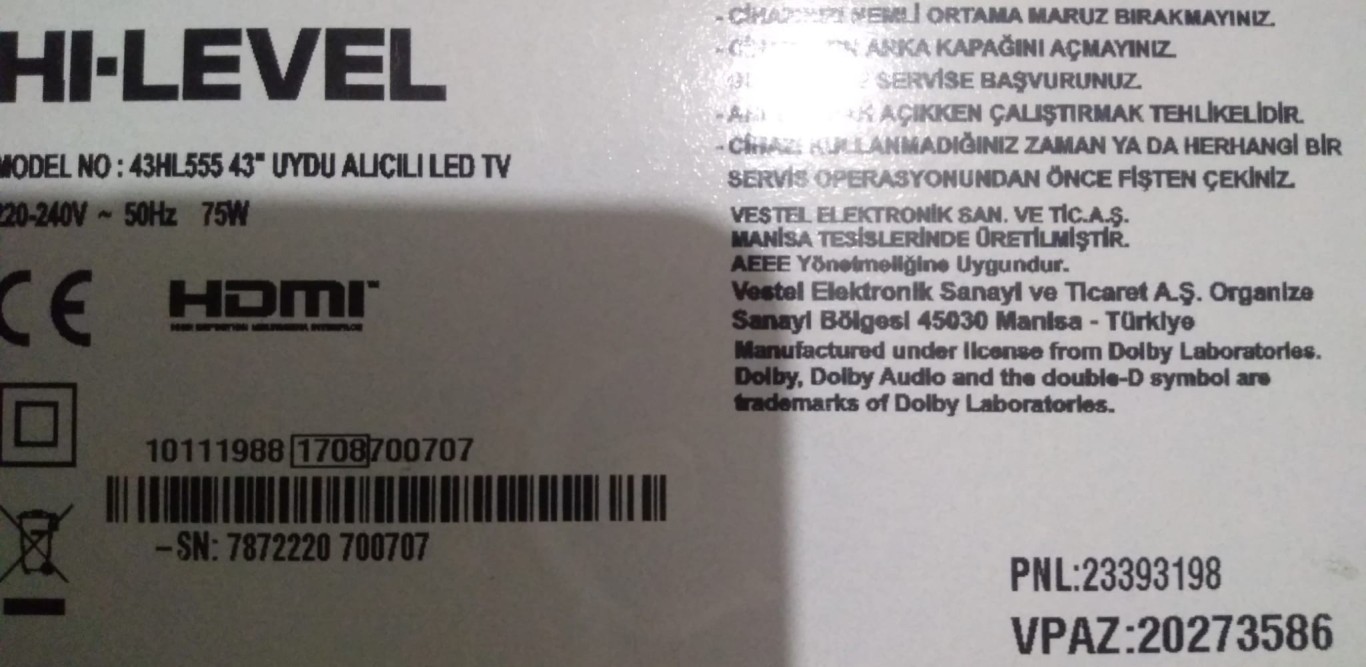 HI-LEVEL
MODEL NO : 43HL555 43" UYDU ALICILI LED TV
220-240V ~ 50Hz 75W
CE
HDMI
10111988 1708700707
-SN: 7872220 700707
NEMLİ ORTAMA MARUZ BIRAKMAYINIZ.
ARKA KAPAĞINI AÇMAYINIZ.
SERVİSE BAŞVURUNUZ.
AÇIKKEN ÇALIŞTIRMAK TEHLİKELİDİR.
-CİHAZI KULLANMADIĞINIZ ZAMAN YA DA HERHANGİ BİR
SERVİS OPERASYONUNDAN ÖNCE FİŞTEN ÇEKİNİZ.
VESTEL ELEKTRONİK SAN. VE TİC.A.Ş.
MANİSA TESİSLERİNDE ÜRETİLMİŞTİR.
AEEE Yönetmeliğine Uygundur.
Vestel Elektronik Sanayi ve Ticaret A.Ş. Organize
Sanayi Bölgesi 45030 Manisa - Türkiye
Manufactured under license from Dolby Laboratories.
Dolby, Dolby Audio and the double-D symbol are
trademarks of Dolby Laboratories.
PNL:23393198
VPAZ:20273586